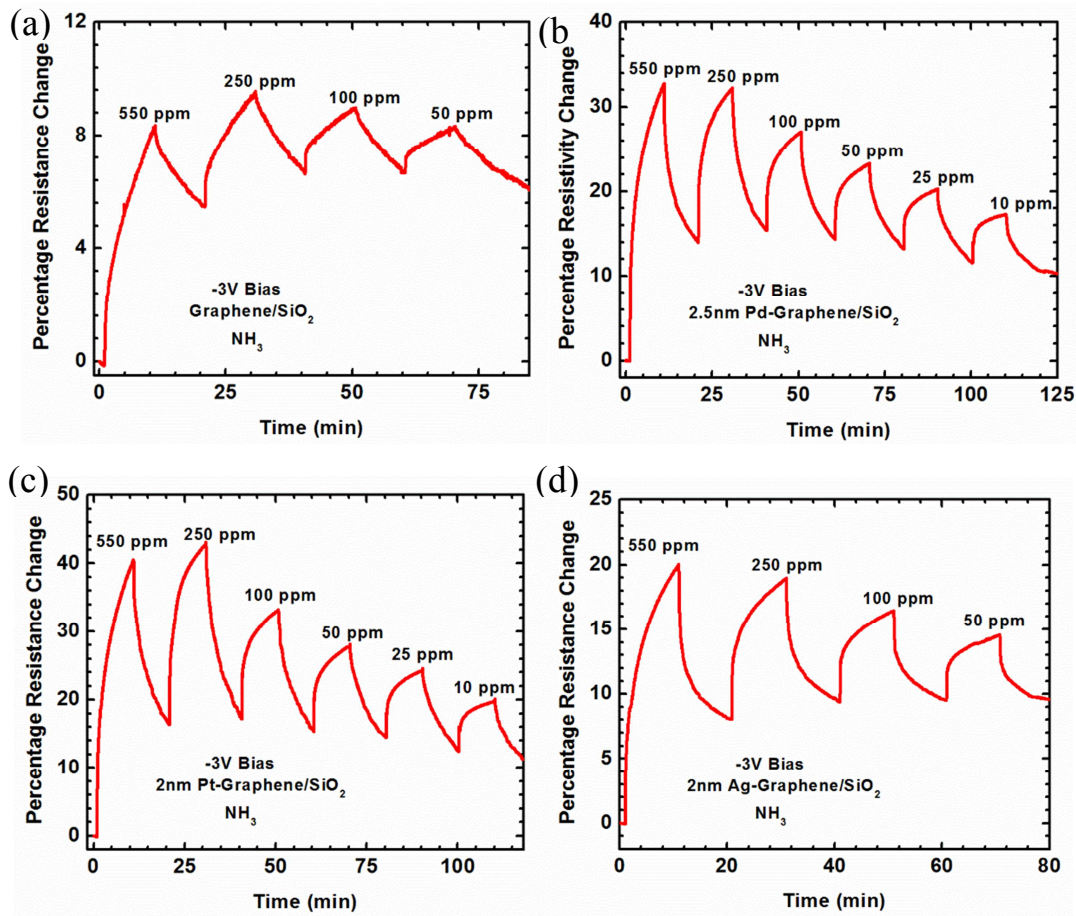 (a)
Percentage Resistance Change
12
8
4
0
550 ppm
250 ppm
100 ppm
50 ppm
-3V Bias
Graphene/SiO₂
NH₃
0 25 50 75
Time (min)
(b)
Percentage Resistivity Change
40
30
20
10
0
550 ppm
250 ppm
100 ppm
50 ppm
25 ppm
10 ppm
-3V Bias
2.5nm Pd-Graphene/SiO₂
NH₃
0 25 50 75 100 125
Time (min)
(c)
Percentage Resistance Change
50
40
30
20
10
0
550 ppm
250 ppm
100 ppm
50 ppm
25 ppm
10 ppm
-3V Bias
2nm Pt-Graphene/SiO₂
NH₃
0 20 40 60 80 100
Time (min)
(d)
Percentage Resistance Change
25
20
15
10
5
0
550 ppm
250 ppm
100 ppm
50 ppm
-3V Bias
2nm Ag-Graphene/SiO₂
NH₃
0 20 40 60 80
Time (min)